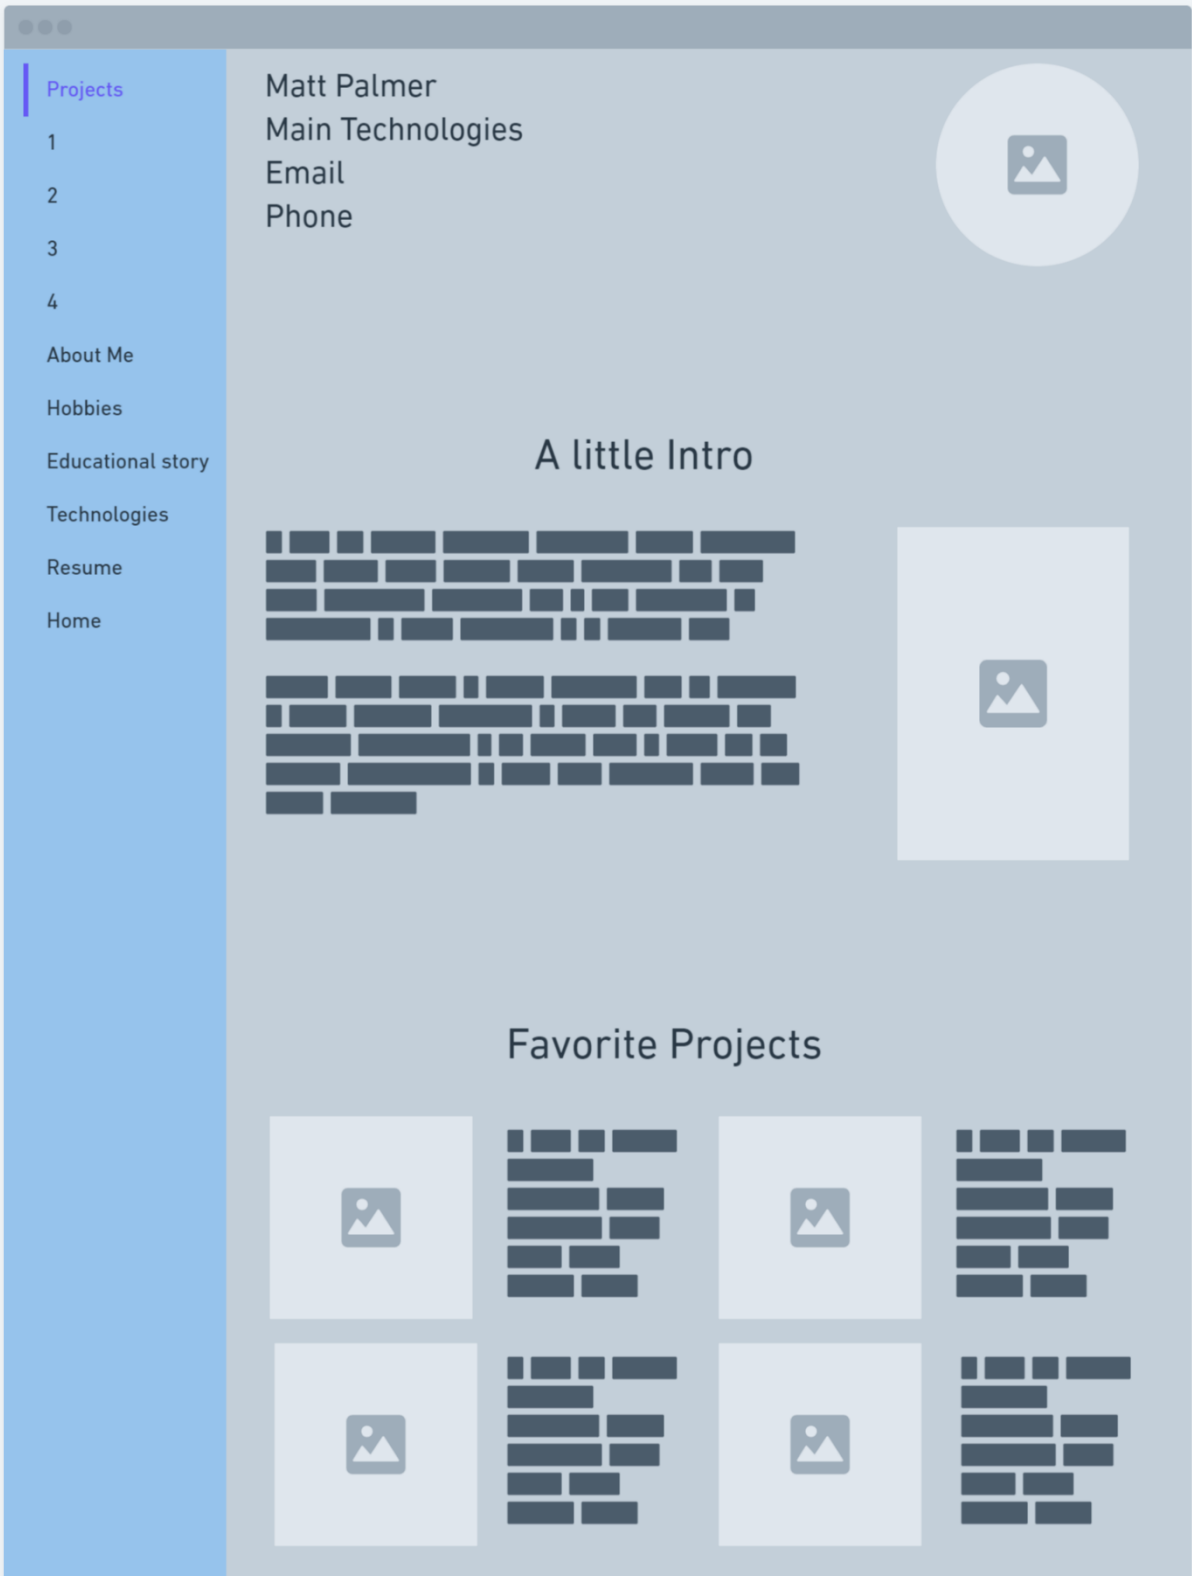 Projects
1
2
3
4
About Me
Hobbies
Educational story
Technologies
Resume
Home
Matt Palmer
Main Technologies
Email
Phone
A little Intro
Favorite Projects